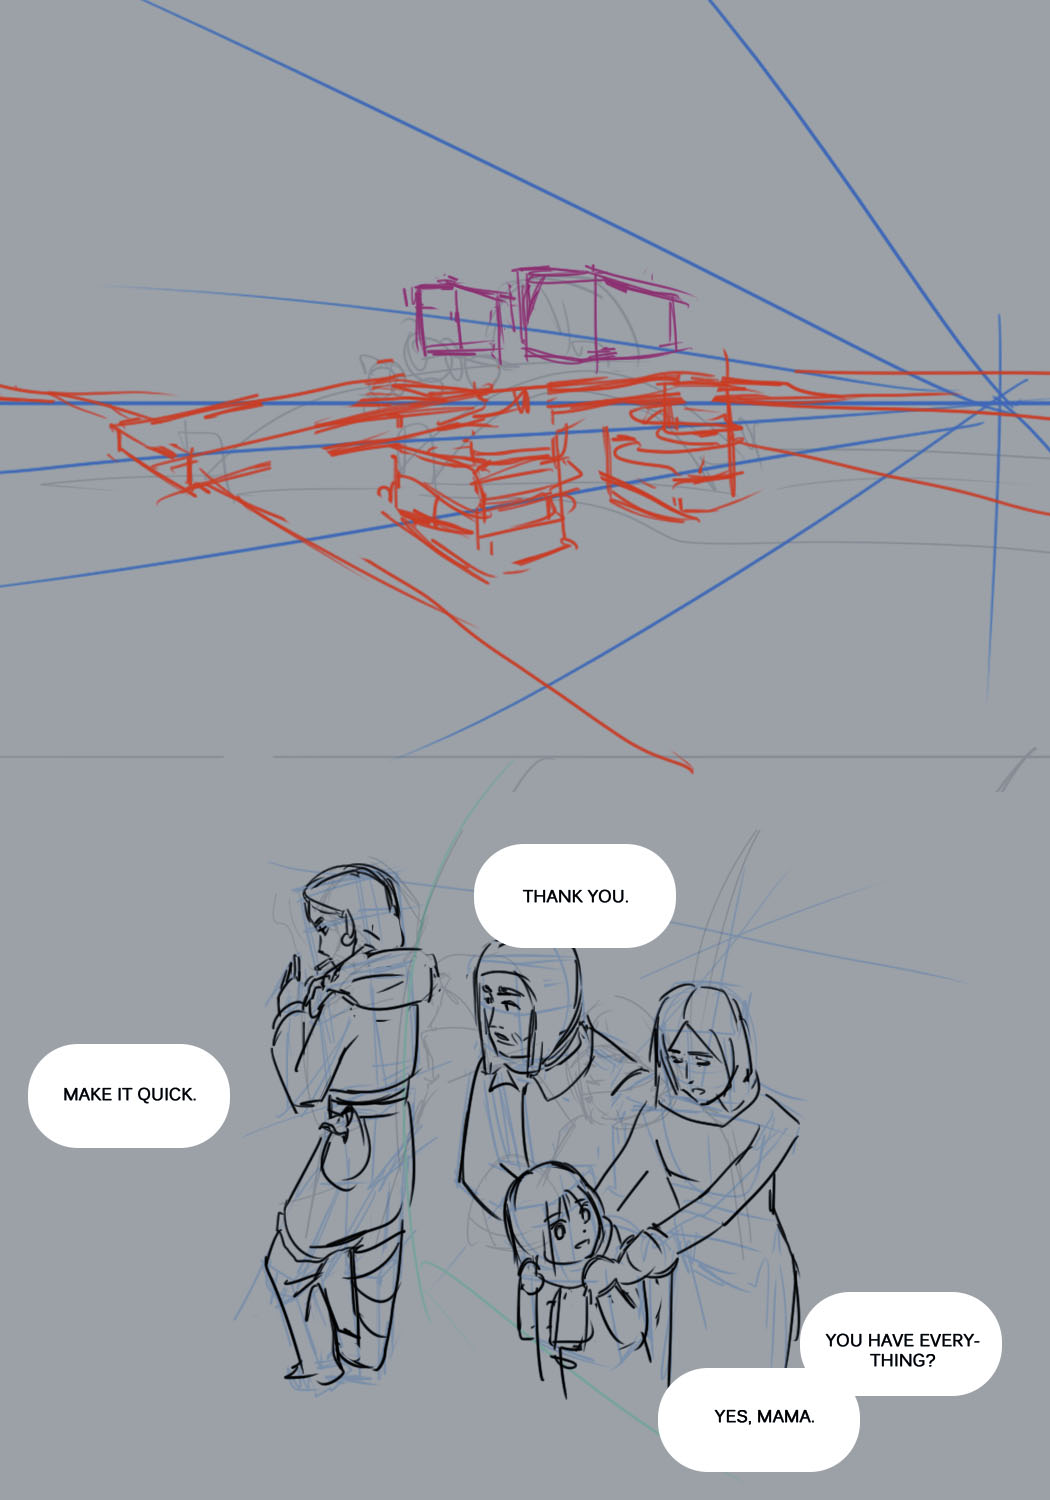 THANK YOU.
MAKE IT QUICK.
YOU HAVE EVERY-
THING?
YES, MAMA.